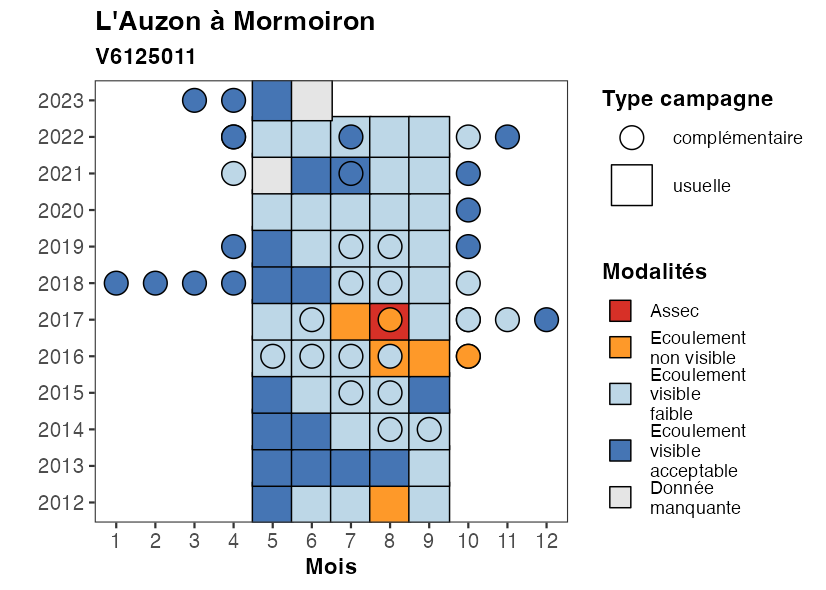 L'Auzon à Mormoiron
V6125011
2023
2022
2021
2020
2019
2018
2017
2016
2015
2014
2013
2012
1 2 3 4 5 6 7 8 9 10 11 12
Mois
Type campagne
complémentaire
usuelle
Modalités
Assec
Ecoulement
non visible
Ecoulement
visible
faible
Ecoulement
visible
acceptable
Donnée
manquante